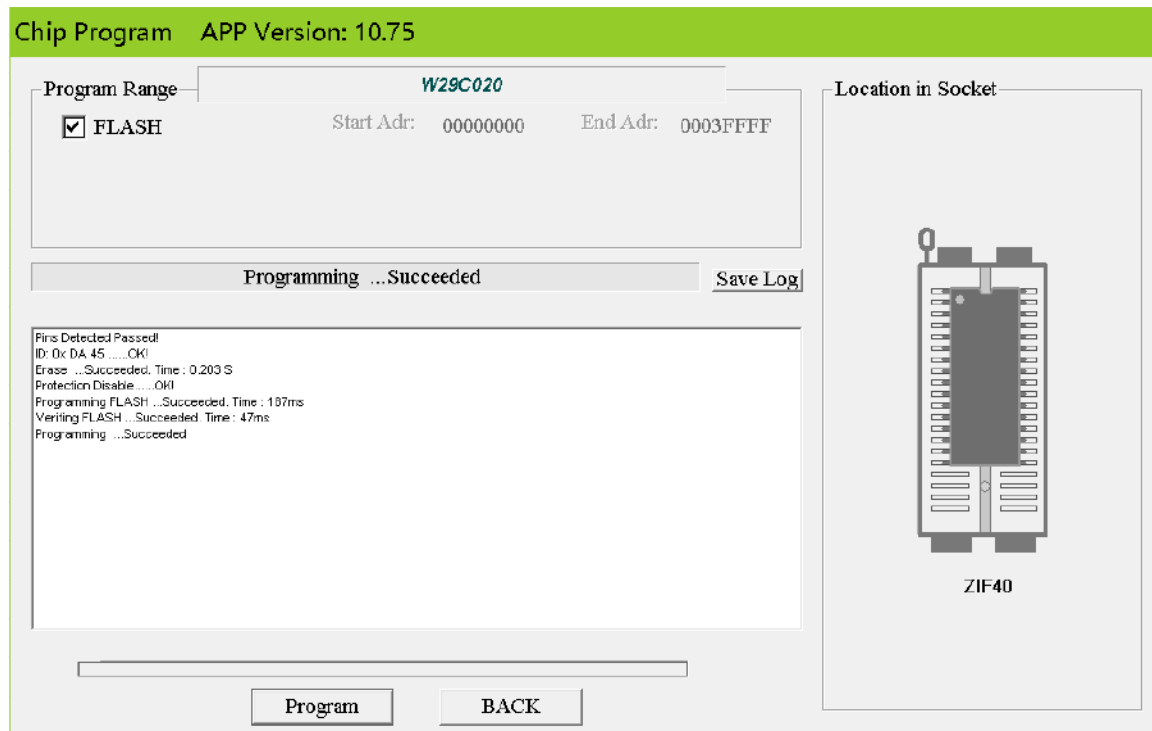 Chip Program APP Version: 10.75
Program Range
W29C020
Location in Socket
FLASH
Start Adr: 00000000 End Adr: 0003FFFF
Programming ...Succeeded
Save Log
Pins Detected Passed!
ID: 0x DA 45 ......OK!
Erase ...Succeeded. Time : 0.203 S
Protection Disable......OK!
Programming FLASH ...Succeeded. Time : 187ms
Veriting FLASH ...Succeeded. Time : 47ms
Programming ...Succeeded
ZIF40
Program
BACK